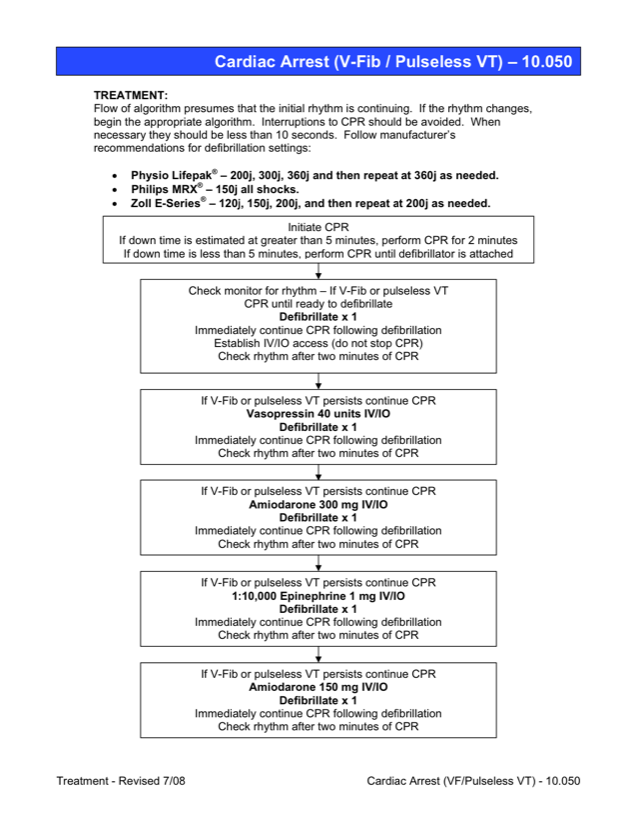 Cardiac Arrest (V-Fib / Pulseless VT) – 10.050
TREATMENT:
Flow of algorithm presumes that the initial rhythm is continuing. If the rhythm changes,
begin the appropriate algorithm. Interruptions to CPR should be avoided. When
necessary they should be less than 10 seconds. Follow manufacturer's
recommendations for defibrillation settings:
• Physio Lifepak® – 200j, 300j, 360j and then repeat at 360j as needed.
• Philips MRX® – 150j all shocks.
• Zoll E-Series® – 120j, 150j, 200j, and then repeat at 200j as needed.
Initiate CPR
If down time is estimated at greater than 5 minutes, perform CPR for 2 minutes
If down time is less than 5 minutes, perform CPR until defibrillator is attached
Check monitor for rhythm – If V-Fib or pulseless VT
CPR until ready to defibrillate
Defibrillate x 1
Immediately continue CPR following defibrillation
Establish IV/IO access (do not stop CPR)
Check rhythm after two minutes of CPR
If V-Fib or pulseless VT persists continue CPR
Vasopressin 40 units IV/IO
Defibrillate x 1
Immediately continue CPR following defibrillation
Check rhythm after two minutes of CPR
If V-Fib or pulseless VT persists continue CPR
Amiodarone 300 mg IV/IO
Defibrillate x 1
Immediately continue CPR following defibrillation
Check rhythm after two minutes of CPR
If V-Fib or pulseless VT persists continue CPR
1:10,000 Epinephrine 1 mg IV/IO
Defibrillate x 1
Immediately continue CPR following defibrillation
Check rhythm after two minutes of CPR
If V-Fib or pulseless VT persists continue CPR
Amiodarone 150 mg IV/IO
Defibrillate x 1
Immediately continue CPR following defibrillation
Check rhythm after two minutes of CPR
Treatment - Revised 7/08 Cardiac Arrest (VF/Pulseless VT) - 10.050